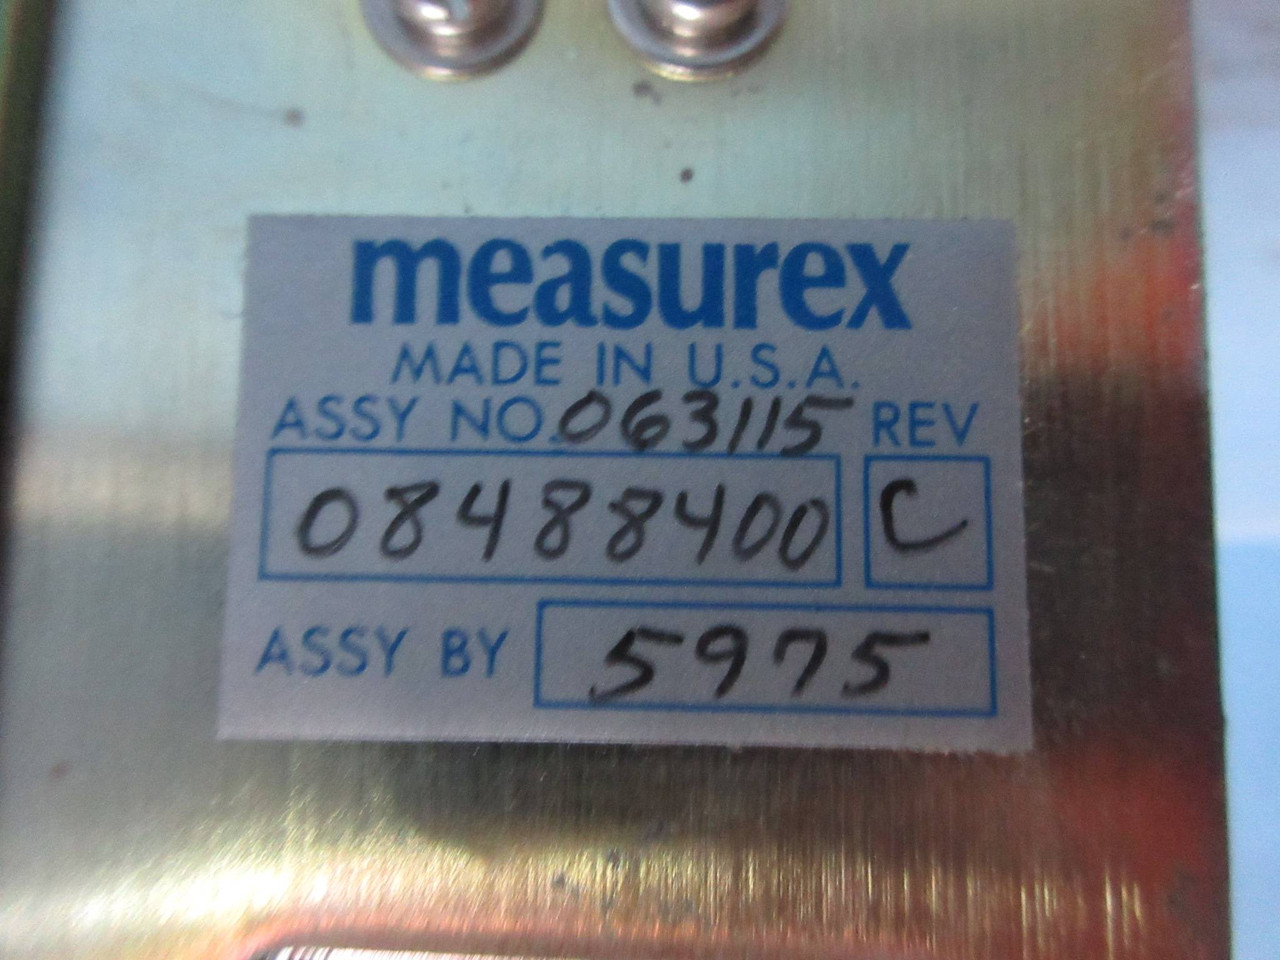 measurex
MADE IN U.S.A.
ASSY NO. 063115 REV
08488400 C
ASSY BY 5975